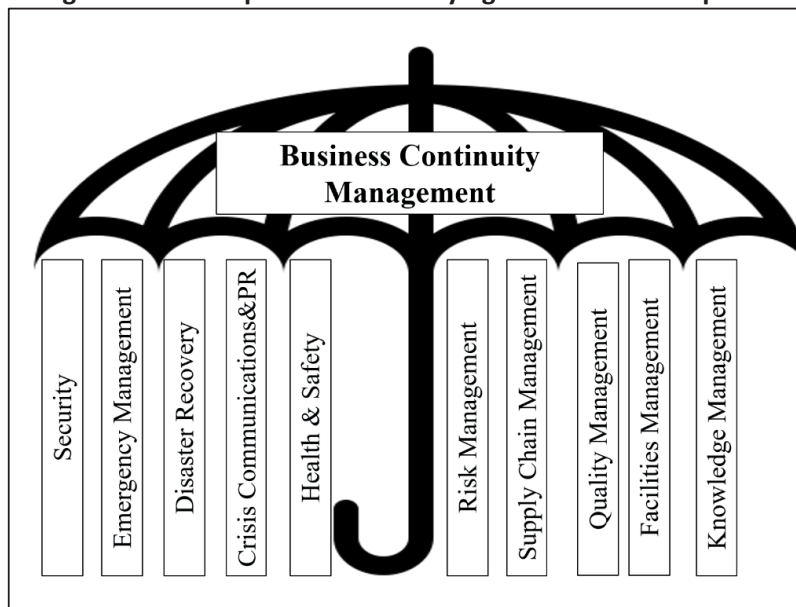 Business Continuity
Management
Security
Emergency Management
Disaster Recovery
Crisis Communications&PR
Health & Safety
Risk Management
Supply Chain Management
Quality Management
Facilities Management
Knowledge Management